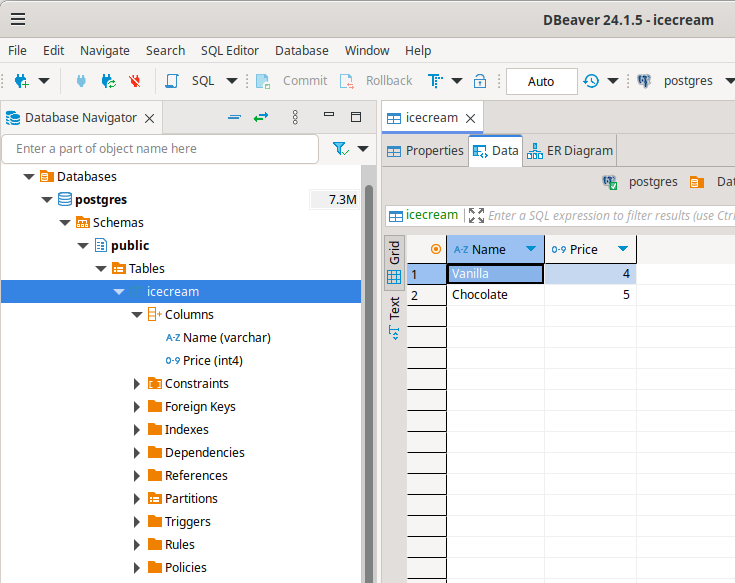 DBeaver 24.1.5 - icecream
File Edit Navigate Search SQL Editor Database Window Help
SQL Commit Rollback Auto postgres
Database Navigator
Enter a part of object name here
Databases
postgres 7.3M
Schemas
public
Tables
icecream
Columns
Name (varchar)
Price (int4)
Constraints
Foreign Keys
Indexes
Dependencies
References
Partitions
Triggers
Rules
Policies
icecream
Properties Data ER Diagram
postgres Dat
icecream Enter a SQL expression to filter results (use Ctrl
Grid
Text
A-Z Name 0-9 Price
1 Vanilla 4
2 Chocolate 5